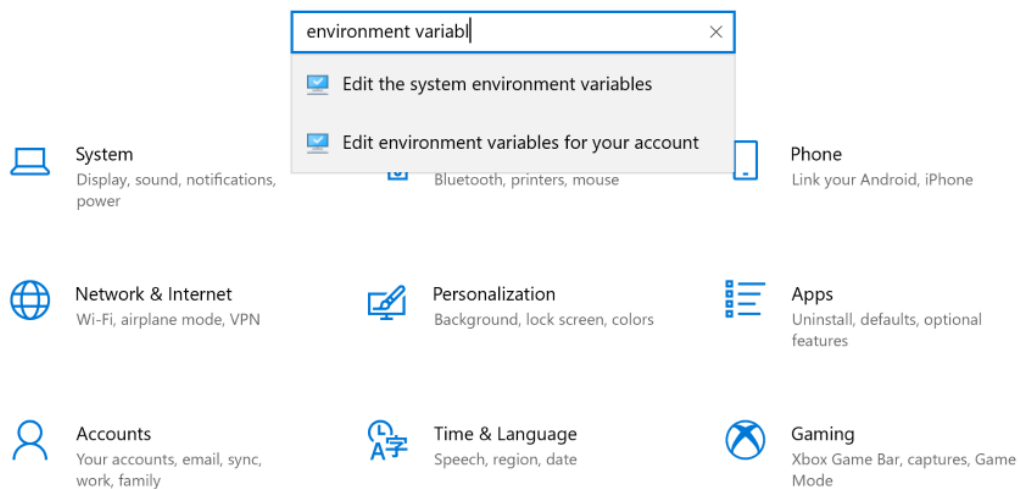 environment variabl
Edit the system environment variables
Edit environment variables for your account
System
Display, sound, notifications,
power
Bluetooth, printers, mouse
Phone
Link your Android, iPhone
Network & Internet
Wi-Fi, airplane mode, VPN
Personalization
Background, lock screen, colors
Apps
Uninstall, defaults, optional
features
Accounts
Your accounts, email, sync,
work, family
Time & Language
Speech, region, date
Gaming
Xbox Game Bar, captures, Game
Mode